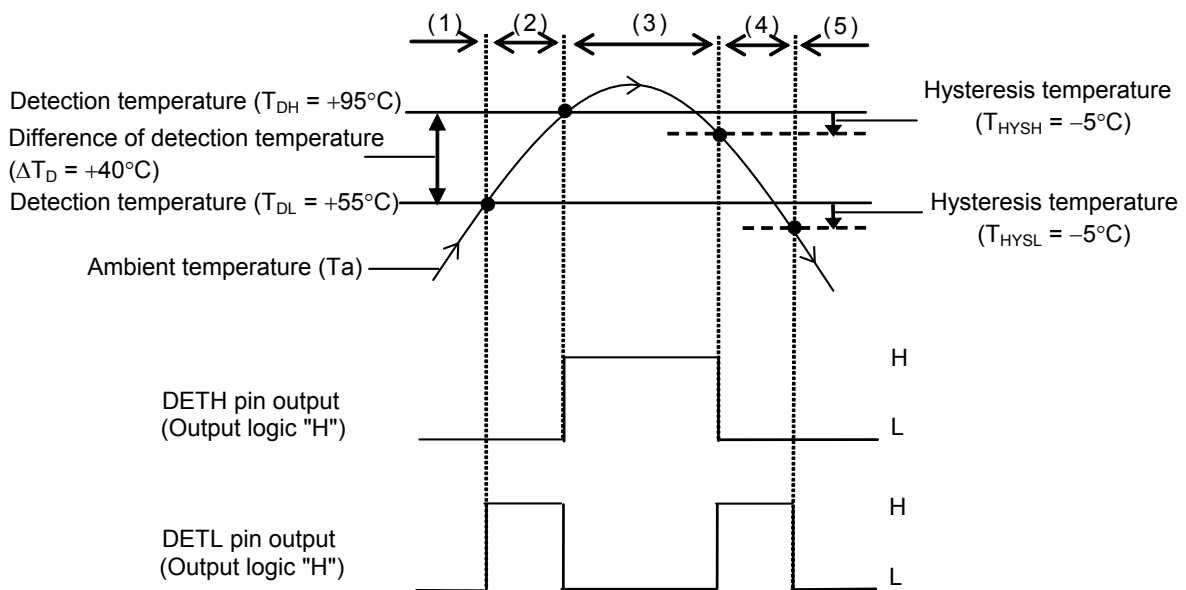 (1) (2) (3) (4) (5)
Detection temperature (TDH = +95°C)
Difference of detection temperature
(ΔTD = +40°C)
Detection temperature (TDL = +55°C)
Ambient temperature (Ta)
Hysteresis temperature
(THYSH = −5°C)
Hysteresis temperature
(THYSL = −5°C)
DETH pin output
(Output logic "H")
H
L
DETL pin output
(Output logic "H")
H
L